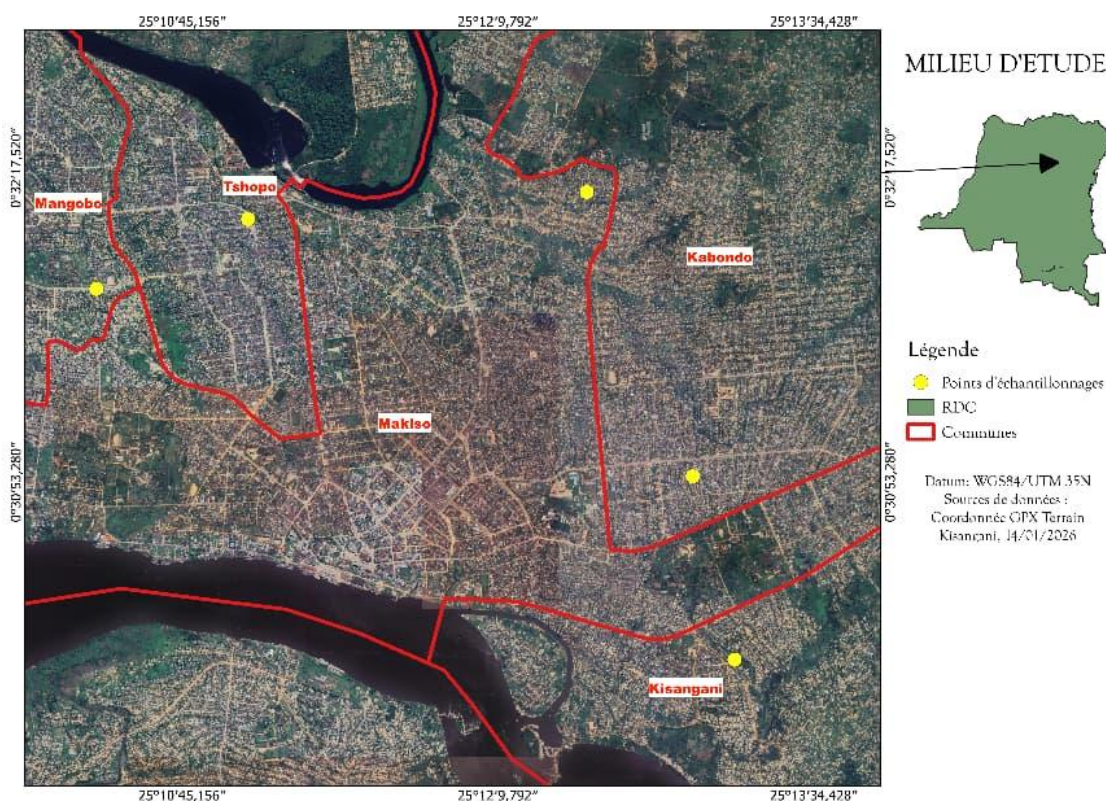 25°10'45,156"
25°12'9,792"
25°13'34,428"
MILIEU D'ETUDE
0°32'17,520"
0°32'17,520"
Tshopo
Mangobo
Kabondo
Légende
Points d'échantillonnages
RDC
Communes
Makiso
0°30'53,280"
0°30'53,280"
Datum: WGS84/UTM 35N
Sources de données :
Coordonnée GPX Terrain
Kisangani, 14/01/2026
Kisangani
25°10'45,156"
25°12'9,792"
25°13'34,428"